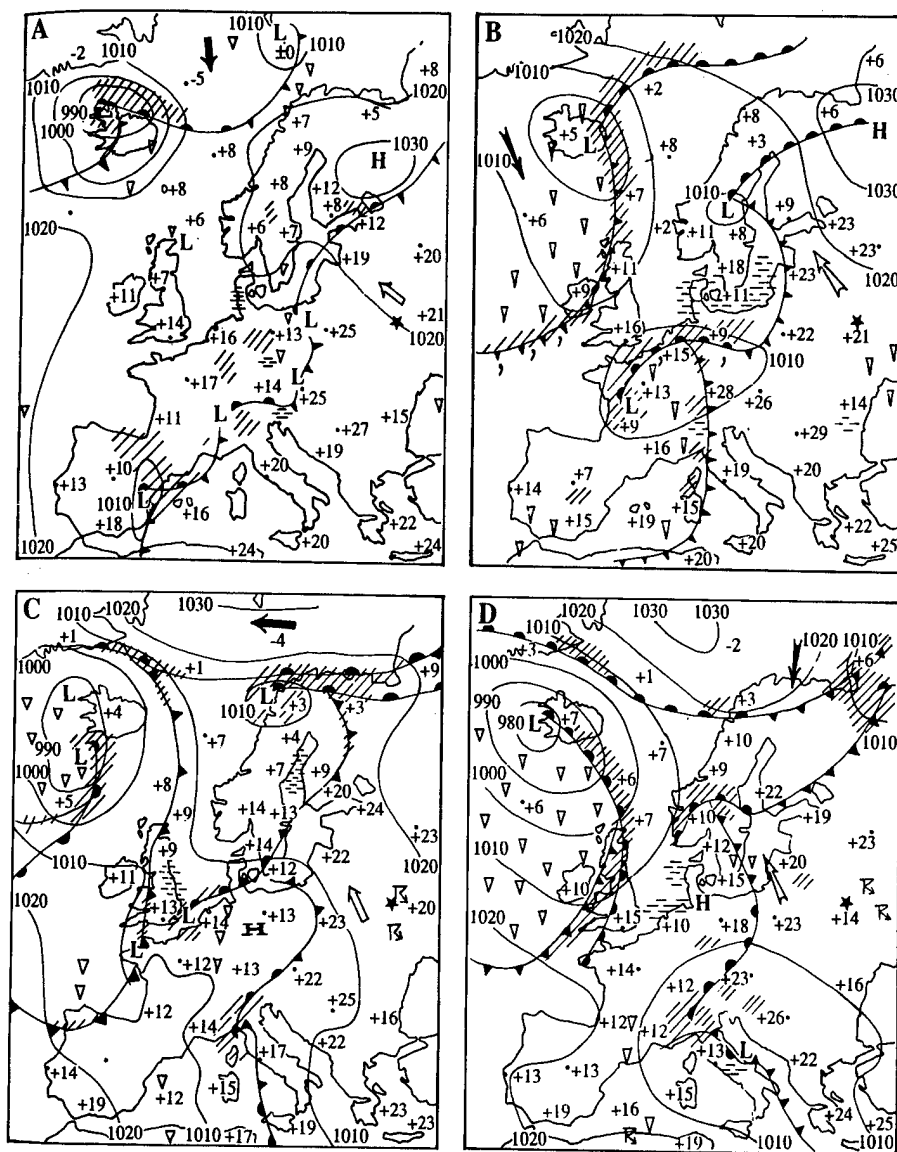 A
-2 1010 L ±0 1010 1010
-5 +8
1010 990 1000 +7 +5 1020
+8 +9 H 1030
+8 +8 +12
+8 +12
1020 +6 L +6 +7 +19 +20
+11 +7
+14 +16 +13 L +25 +21 1020
+17 +14 L +25
+11 L +27 +15
+10 +19
+13 1010 L +16 +20
+18 +22
1020 +24 +20 +24
B
1020 +6
1010 +2 1030
+5 L +8 +3 +6 H
1010 +7 1010 L +9 1030
+6 +2 +11 +8 +23 +23
+11 +18 +23 1020
+9 +11
+16 +9 +22 +21
+15 1010
+13 +28 +26 +14
L +9 +29
+16
+7 +19 +20
+14 +15 +19 +15 +22
+20 +20 +25
C
1010 1020 1030
+1 -4
1000 +1 +9
L +4 L 1010 +3 +3
990 L +7 +4
1000 +5 +8 +7 +9 +20
+9 +14 +13 +24
1010 +9 +14 +23
+11 +12 +22 1020
+13 L +14 +13 +23 +20
H
L +12 +13 +22
+12 +25
+14 +16
+14 +17 +22
+19 +12 +15 +23
1020 1010 +17 +19 1010 +23
D
1020 1030 1030
1010 -2
+3 1020 1010
1000 +1 +6
990 +3
980 L +7 +10 1010
+7
1000 +6 +9
+6 +7 +10 +22 +19
1010 +12 +23
+10 +15 +20
1020 +15 H +14
+10 +18 +23
+14 +23
+12 +16
+12 +12 +26
+13 +13 +13 L +22
+19 +16 +15 +24
1020 +19 1010 +25 1010